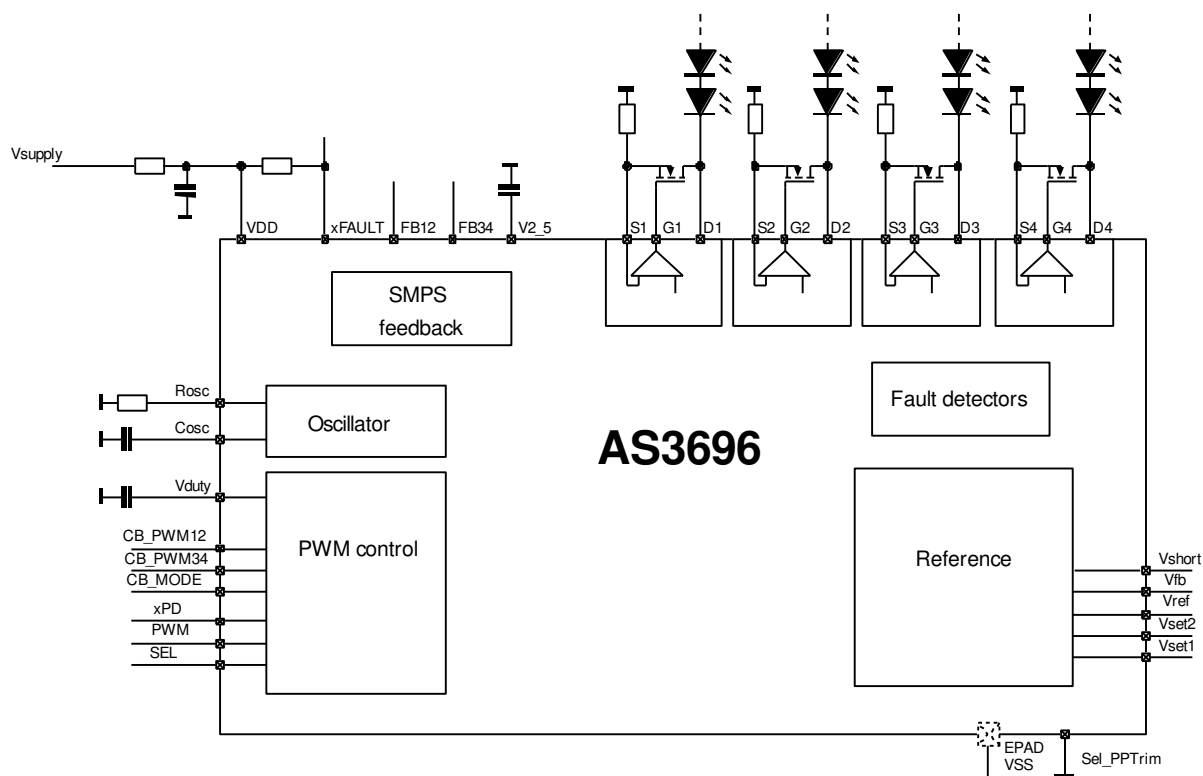 Vsupply
VDD
xFAULT
FB12
FB34
V2_5
S1
G1
D1
S2
G2
D2
S3
G3
D3
S4
G4
D4
SMPS
feedback
Rosc
Cosc
Oscillator
Fault detectors
AS3696
Vduty
CB_PWM12
CB_PWM34
CB_MODE
xPD
PWM
SEL
PWM control
Reference
Vshort
Vfb
Vref
Vset2
Vset1
EPAD
VSS
Sel_PPTrim